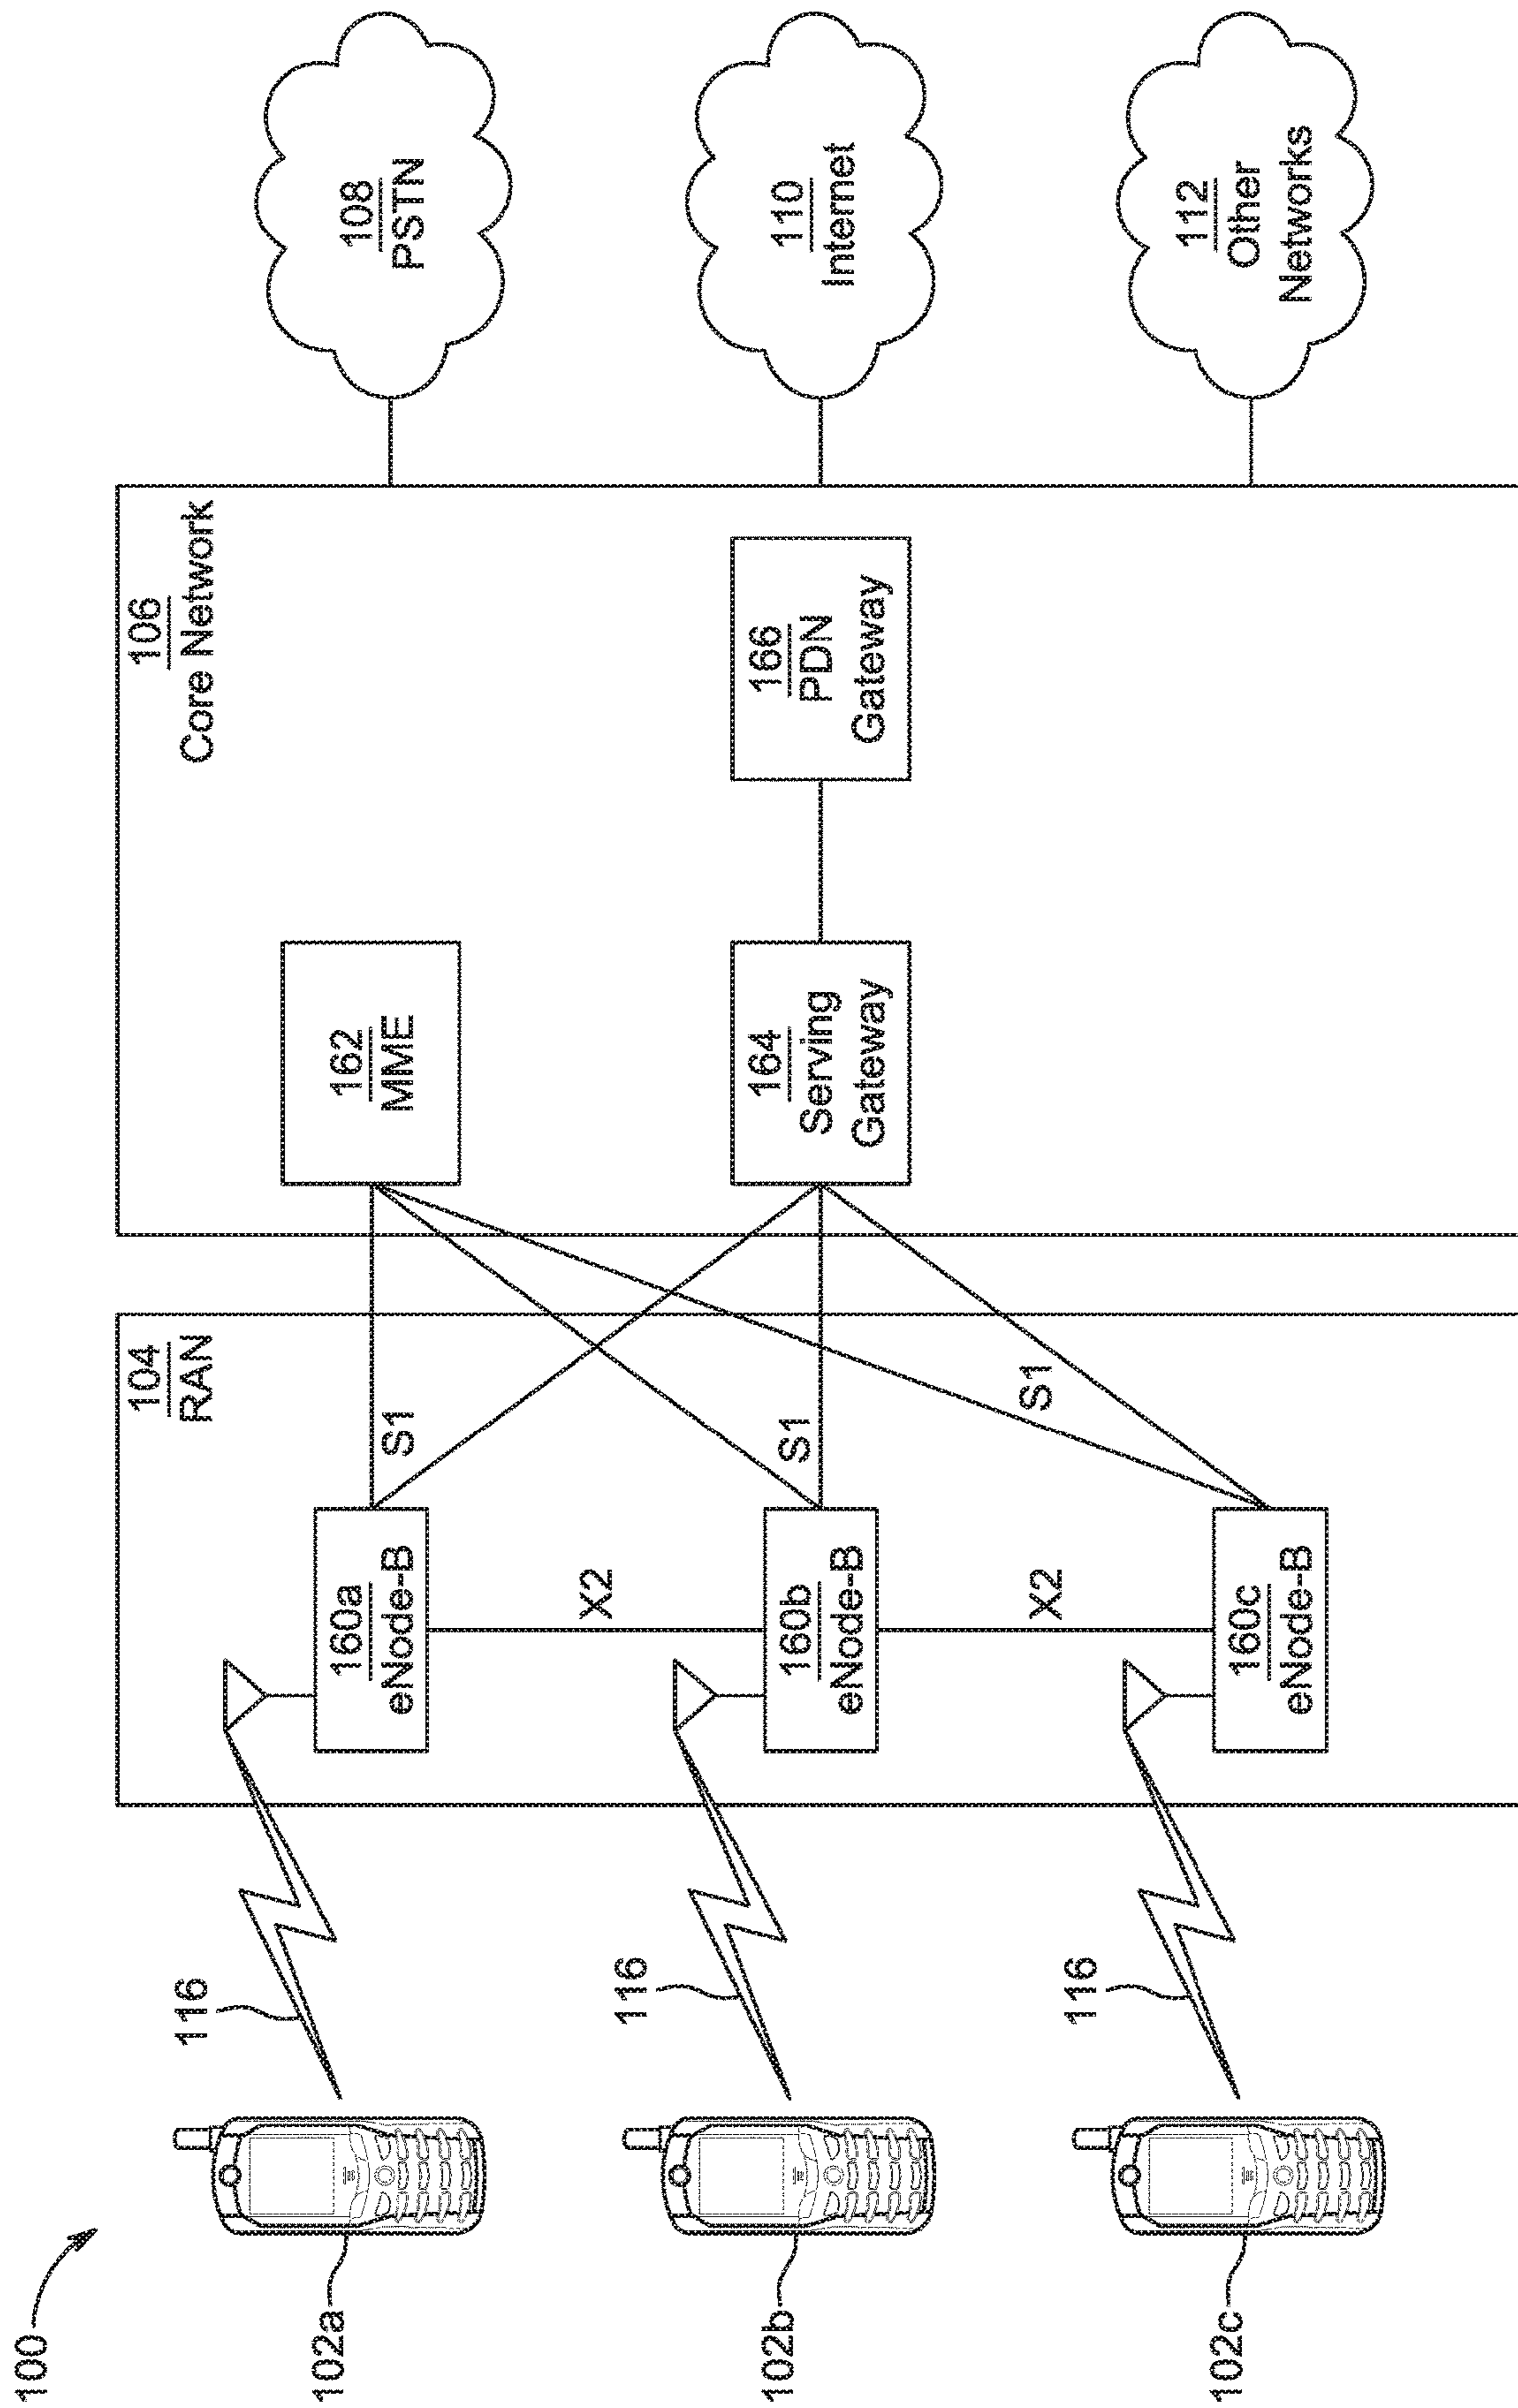 100
102a
102b
102c
116
116
116
104
RAN
160a
eNode-B
X2
160b
eNode-B
X2
160c
eNode-B
S1
S1
S1
106
Core Network
162
MME
164
Serving
Gateway
166
PDN
Gateway
108
PSTN
110
Internet
112
Other
Networks